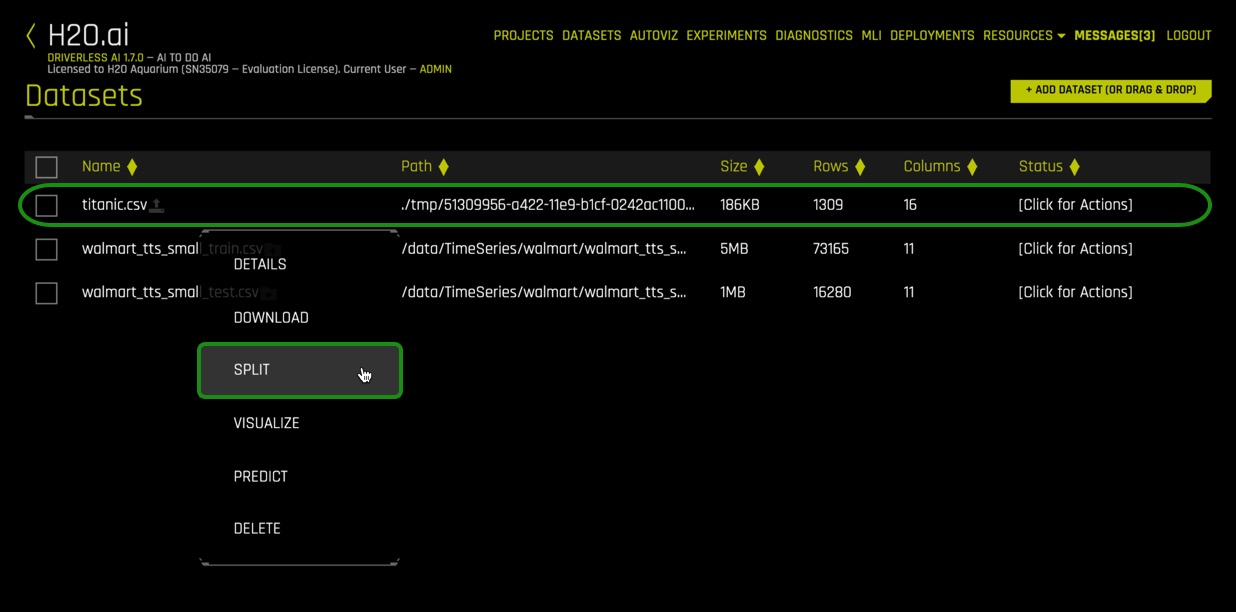 H2O.ai
DRIVERLESS AI 1.7.0 – AI TO DO AI
Licensed to H2O Aquarium (SN35079 – Evaluation License). Current User – ADMIN
PROJECTS DATASETS AUTOVIZ EXPERIMENTS DIAGNOSTICS MLI DEPLOYMENTS RESOURCES MESSAGES[3] LOGOUT
Datasets
+ ADD DATASET (OR DRAG & DROP)
Name Path Size Rows Columns Status
titanic.csv ./tmp/51309956-a422-11e9-b1cf-0242ac1100... 186KB 1309 16 [Click for Actions]
walmart_tts_small_train.csv /data/TimeSeries/walmart/walmart_tts_s... 5MB 73165 11 [Click for Actions]
walmart_tts_small_test.csv /data/TimeSeries/walmart/walmart_tts_s... 1MB 16280 11 [Click for Actions]
DETAILS
DOWNLOAD
SPLIT
VISUALIZE
PREDICT
DELETE